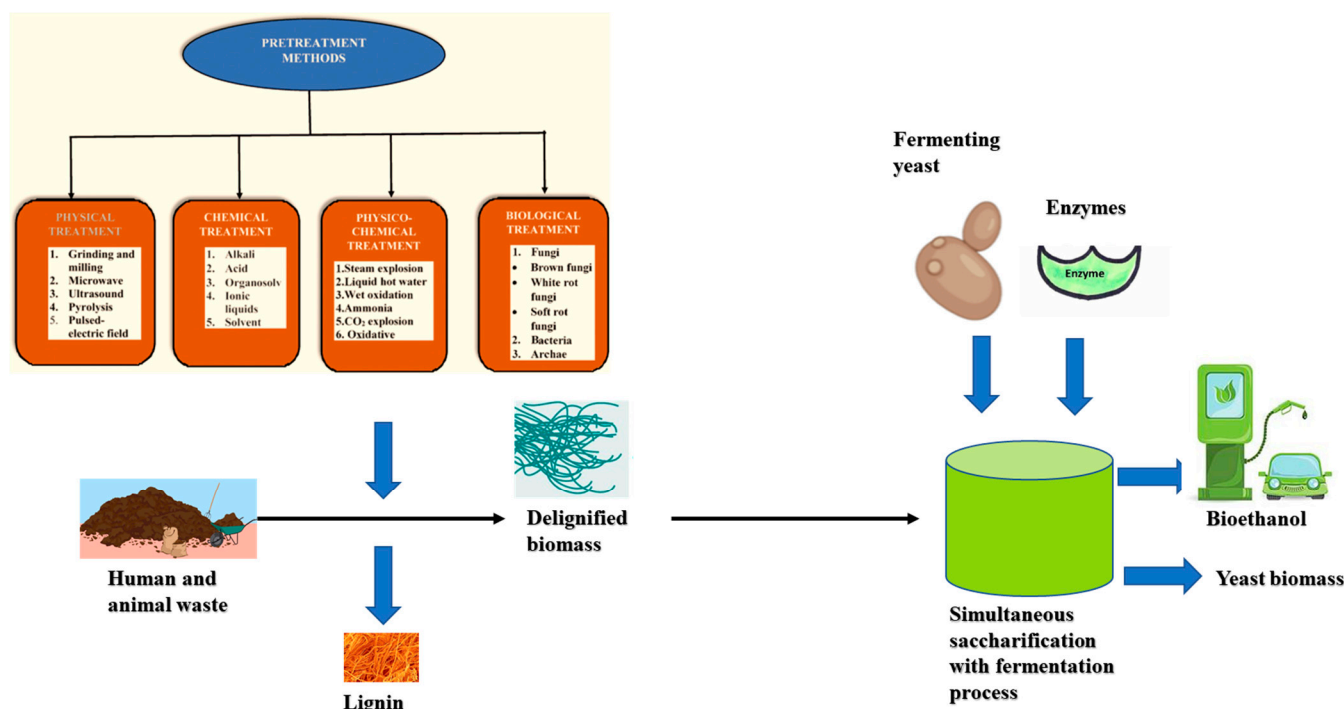 PRETREATMENT
METHODS
PHYSICAL
TREATMENT
1. Grinding and
milling
2. Microwave
3. Ultrasound
4. Pyrolysis
5. Pulsed-
electric field
CHEMICAL
TREATMENT
1. Alkali
2. Acid
3. Organosolv
4. Ionic
liquids
5. Solvent
PHYSICO-
CHEMICAL
TREATMENT
1.Steam explosion
2.Liquid hot water
3.Wet oxidation
4.Ammonia
5.CO₂ explosion
6. Oxidative
BIOLOGICAL
TREATMENT
1. Fungi
• Brown fungi
• White rot
fungi
• Soft rot
fungi
2. Bacteria
3. Archae
Fermenting
yeast
Enzymes
Enzyme
Human and
animal waste
Delignified
biomass
Lignin
Simultaneous
saccharification
with fermentation
process
Bioethanol
Yeast biomass